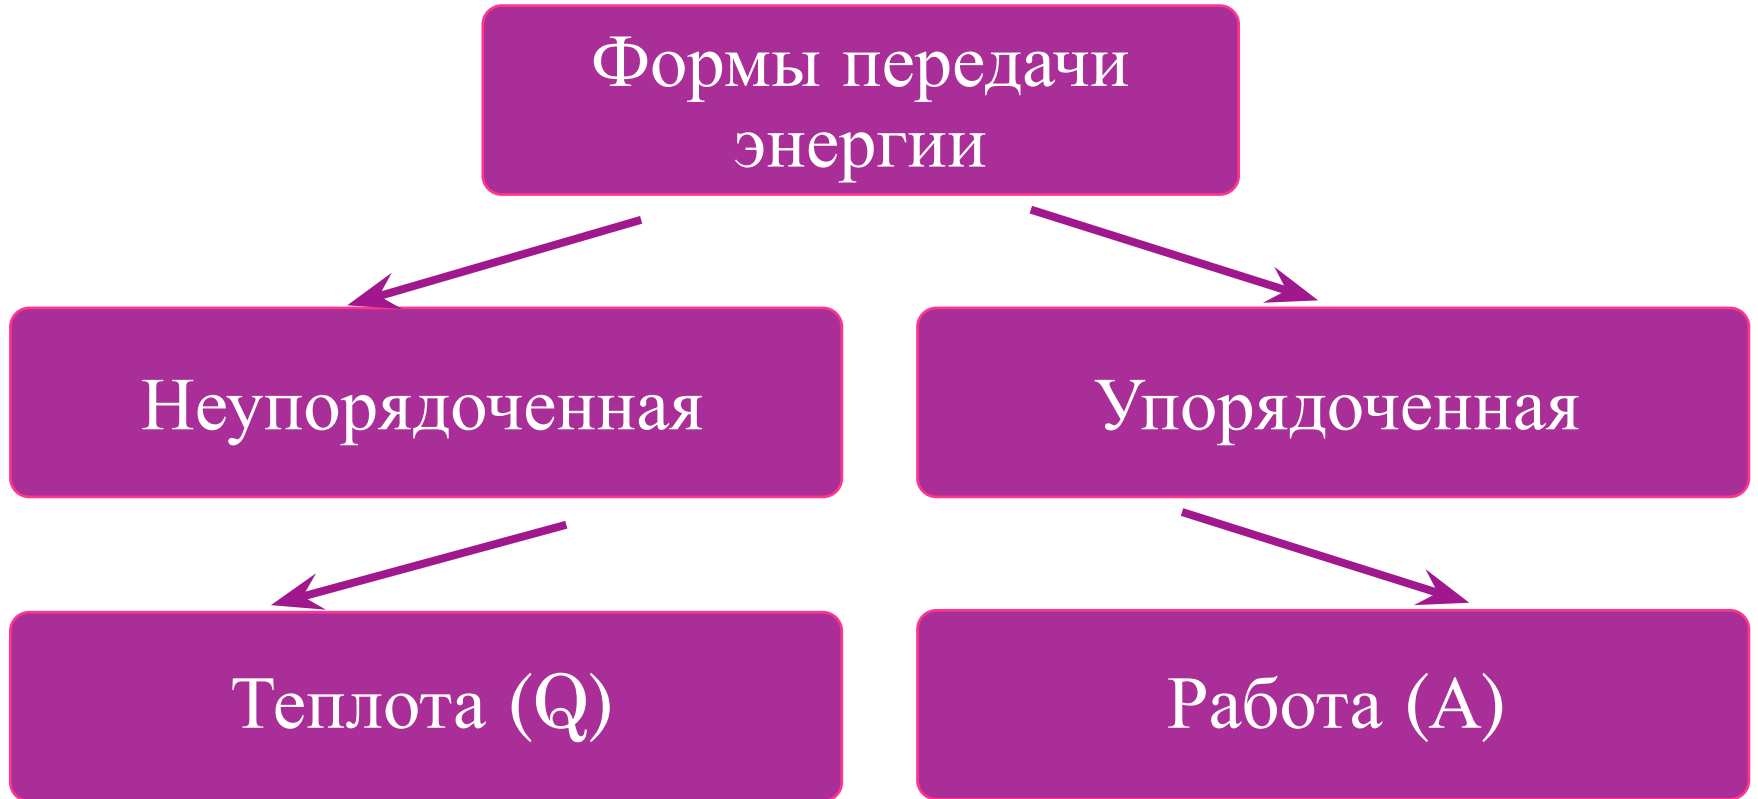 Формы передачи
энергии
Неупорядоченная
Упорядоченная
Теплота (Q)
Работа (А)